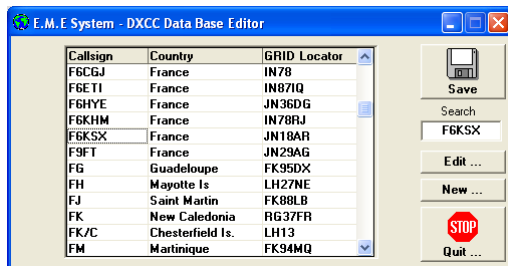 E.M.E System - DXCC Data Base Editor
Callsign Country GRID Locator
F6CGJ France IN78
F6ETI France IN87IQ
F6HYE France JN36DG
F6KHM France IN78RJ
F6KSX France JN18AR
F9FT France JN29AG
FG Guadeloupe FK95DX
FH Mayotte Is LH27NE
FJ Saint Martin FK88LB
FK New Caledonia RG37FR
FK/C Chesterfield Is. LH13
FM Martinique FK94MQ
Save
Search
F6KSX
Edit ...
New ...
STOP
Quit ...